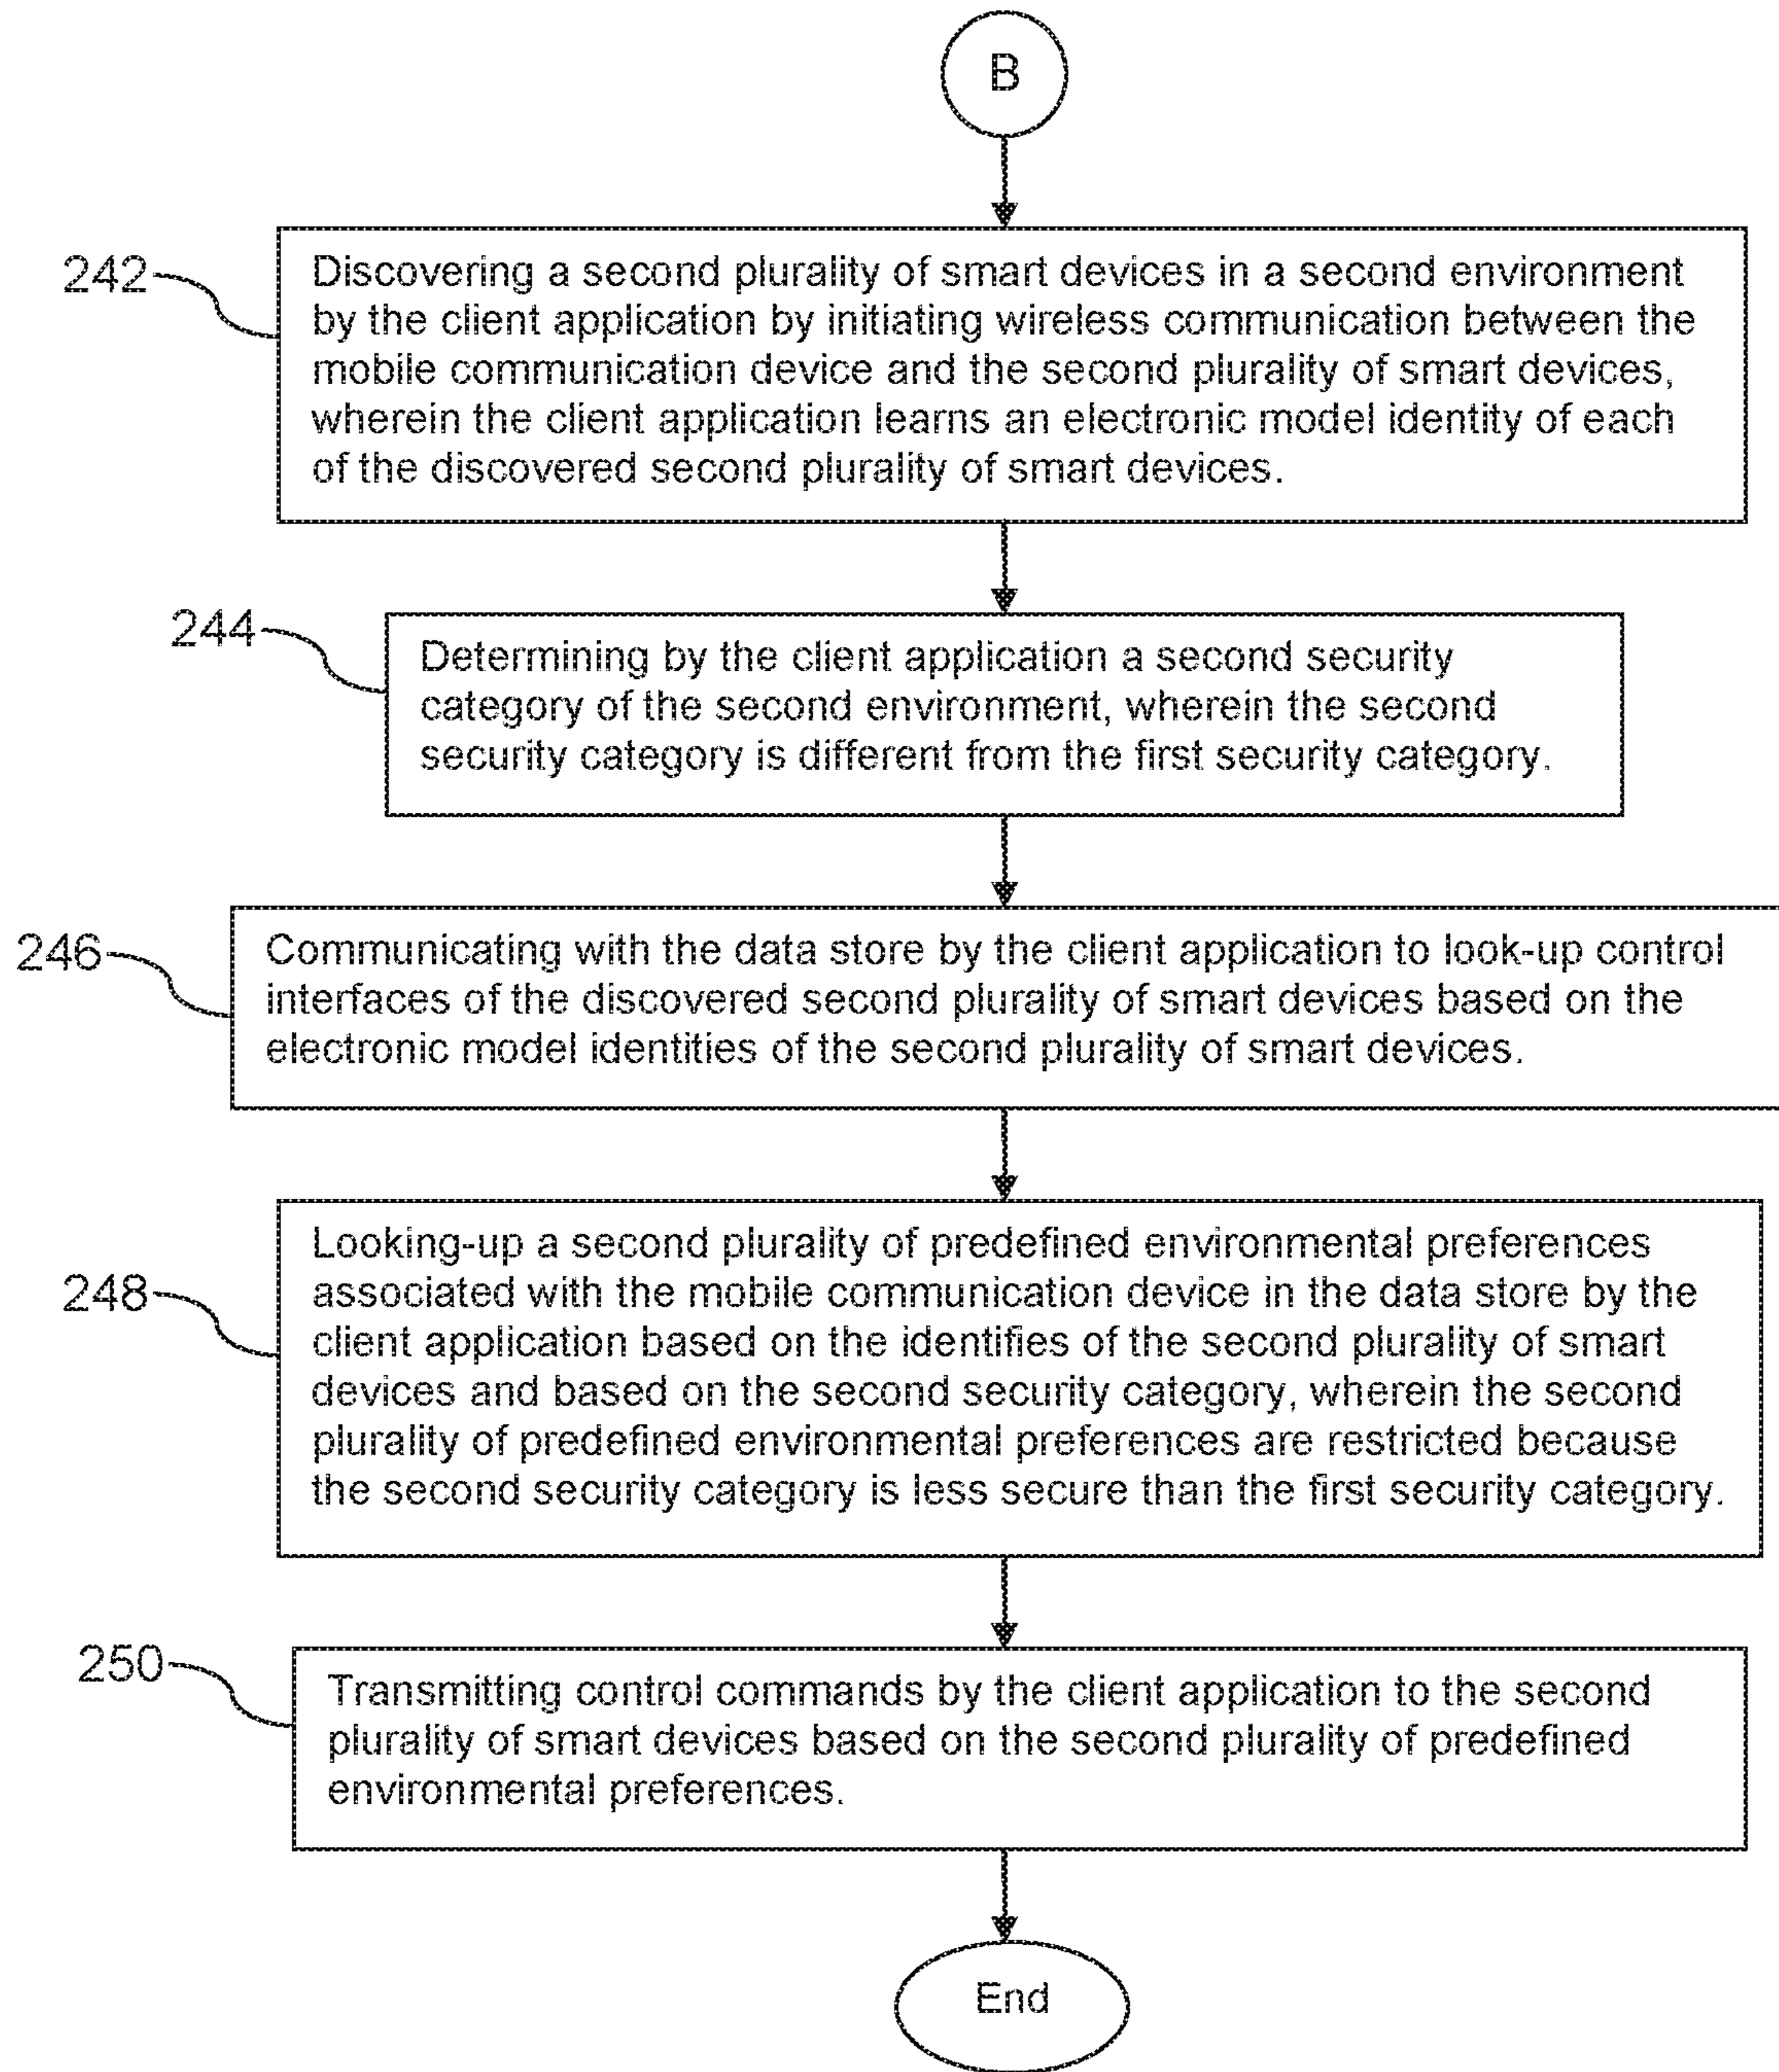 B
242
Discovering a second plurality of smart devices in a second environment
by the client application by initiating wireless communication between the
mobile communication device and the second plurality of smart devices,
wherein the client application learns an electronic model identity of each
of the discovered second plurality of smart devices.
244
Determining by the client application a second security
category of the second environment, wherein the second
security category is different from the first security category.
246
Communicating with the data store by the client application to look-up control
interfaces of the discovered second plurality of smart devices based on the
electronic model identities of the second plurality of smart devices.
248
Looking-up a second plurality of predefined environmental preferences
associated with the mobile communication device in the data store by the
client application based on the identifies of the second plurality of smart
devices and based on the second security category, wherein the second
plurality of predefined environmental preferences are restricted because
the second security category is less secure than the first security category.
250
Transmitting control commands by the client application to the second
plurality of smart devices based on the second plurality of predefined
environmental preferences.
End